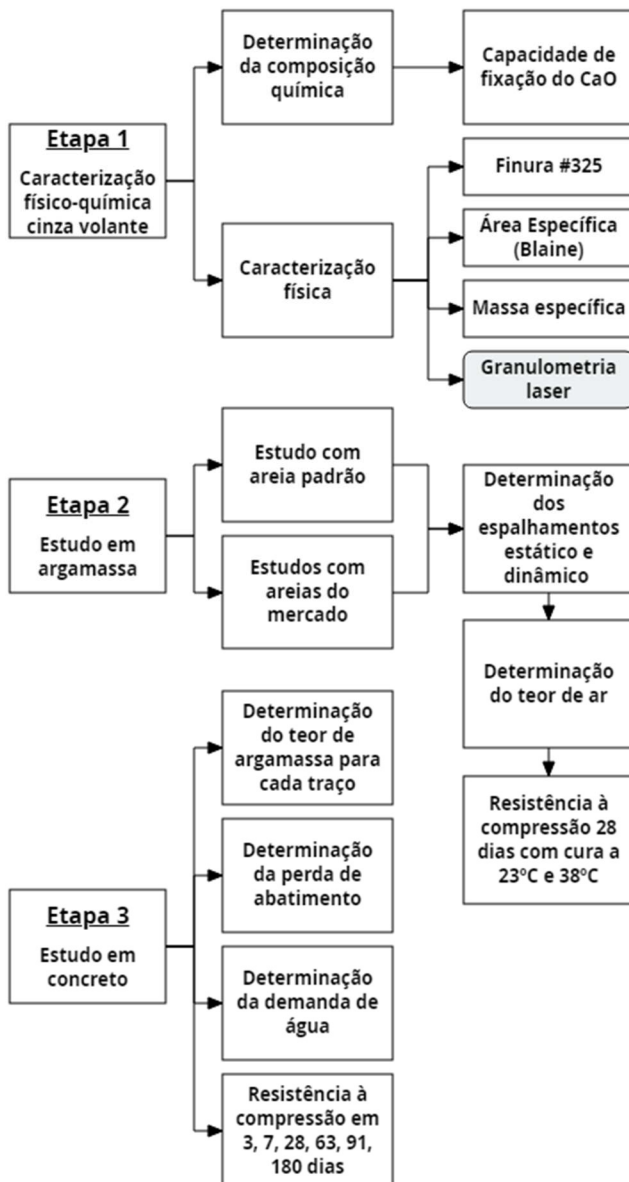 Etapa 1
Caracterização
físico-química
cinza volante
Determinação
da composição
química
Capacidade de
fixação do CaO
Caracterização
física
Finura #325
Área Específica
(Blaine)
Massa específica
Granulometria
laser
Etapa 2
Estudo em
argamassa
Estudo com
areia padrão
Estudos com
areias do
mercado
Determinação
dos
espalhamentos
estático e
dinâmico
Determinação
do teor de ar
Resistência à
compressão 28
dias com cura a
23ºC e 38ºC
Etapa 3
Estudo em
concreto
Determinação
do teor de
argamassa para
cada traço
Determinação
da perda de
abatimento
Determinação
da demanda de
água
Resistência à
compressão em
3, 7, 28, 63, 91,
180 dias